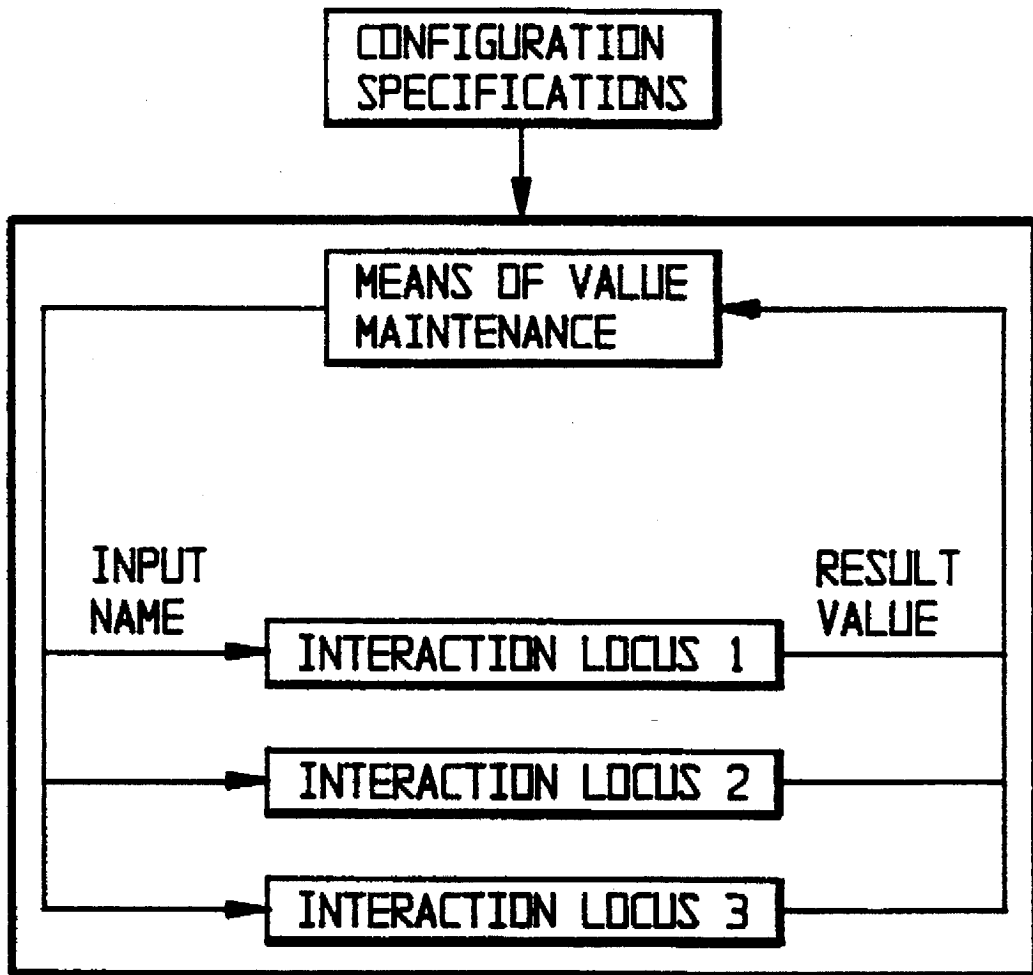 CONFIGURATION
SPECIFICATIONS
MEANS OF VALUE
MAINTENANCE
INPUT
NAME
RESULT
VALUE
INTERACTION LOCUS 1
INTERACTION LOCUS 2
INTERACTION LOCUS 3